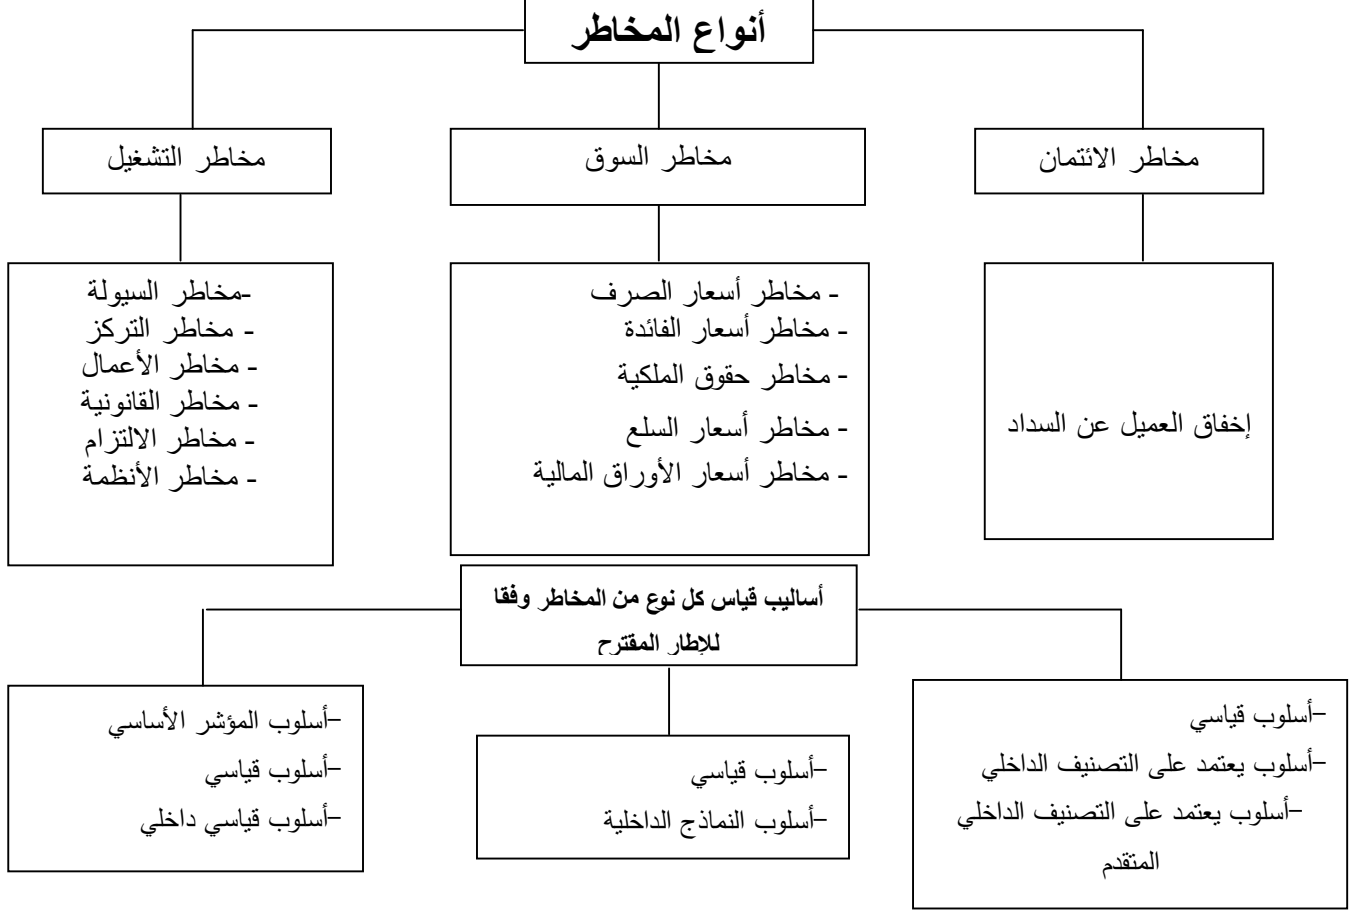 أنواع المخاطر
مخاطر الائتمان
مخاطر السوق
مخاطر التشغيل
إخفاق العميل عن السداد
- مخاطر أسعار الصرف
- مخاطر أسعار الفائدة
- مخاطر حقوق الملكية
- مخاطر أسعار السلع
- مخاطر أسعار الأوراق المالية
-مخاطر السيولة
- مخاطر التركز
- مخاطر الأعمال
- مخاطر القانونية
- مخاطر الالتزام
- مخاطر الأنظمة
أساليب قياس كل نوع من المخاطر وفقا
للإطار المقترح
–أسلوب قياسي
–أسلوب يعتمد على التصنيف الداخلي
–أسلوب يعتمد على التصنيف الداخلي
المتقدم
–أسلوب قياسي
–أسلوب النماذج الداخلية
–أسلوب المؤشر الأساسي
–أسلوب قياسي
–أسلوب قياسي داخلي